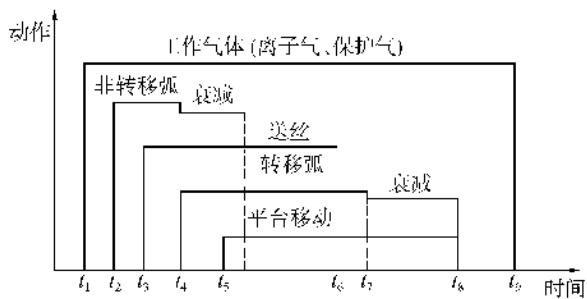 动作
工作气体(离子气、保护气)
非转移弧
衰减
送丝
转移弧
衰减
平台移动
t1 t2 t3 t4 t5 t6 t7 t8 t9 时间